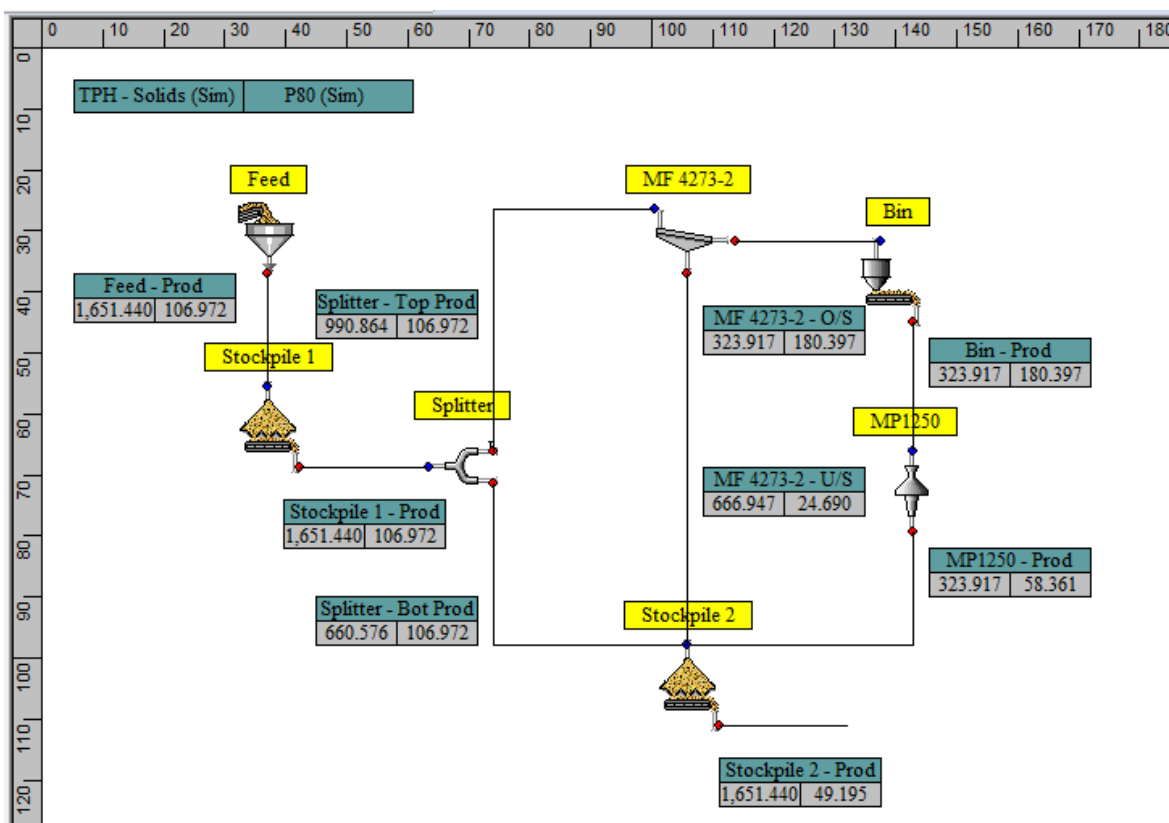 0 10 20 30 40 50 60 70 80 90 100 110 120 130 140 150 160 170 180
0
10
20
30
40
50
60
70
80
90
100
110
120
TPH - Solids (Sim) P80 (Sim)
Feed
MF 4273-2
Bin
Feed - Prod
1,651.440 106.972
Splitter - Top Prod
990.864 106.972
MF 4273-2 - O/S
323.917 180.397
Bin - Prod
323.917 180.397
Stockpile 1
Splitter
MP1250
MF 4273-2 - U/S
666.947 24.690
Stockpile 1 - Prod
1,651.440 106.972
MP1250 - Prod
323.917 58.361
Splitter - Bot Prod
660.576 106.972
Stockpile 2
Stockpile 2 - Prod
1,651.440 49.195